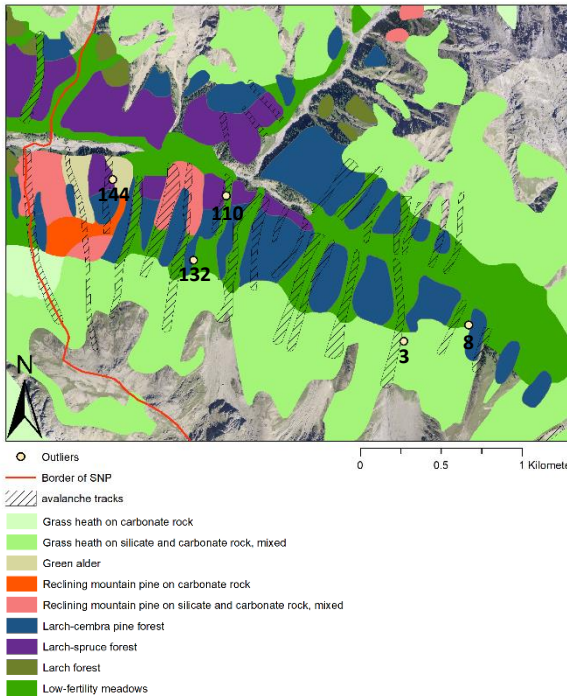 144
110
132
3
8
N
Outliers
Border of SNP
avalanche tracks
0 0.5 1 Kilomete
Grass heath on carbonate rock
Grass heath on silicate and carbonate rock, mixed
Green alder
Reclining mountain pine on carbonate rock
Reclining mountain pine on silicate and carbonate rock, mixed
Larch-cembra pine forest
Larch-spruce forest
Larch forest
Low-fertility meadows